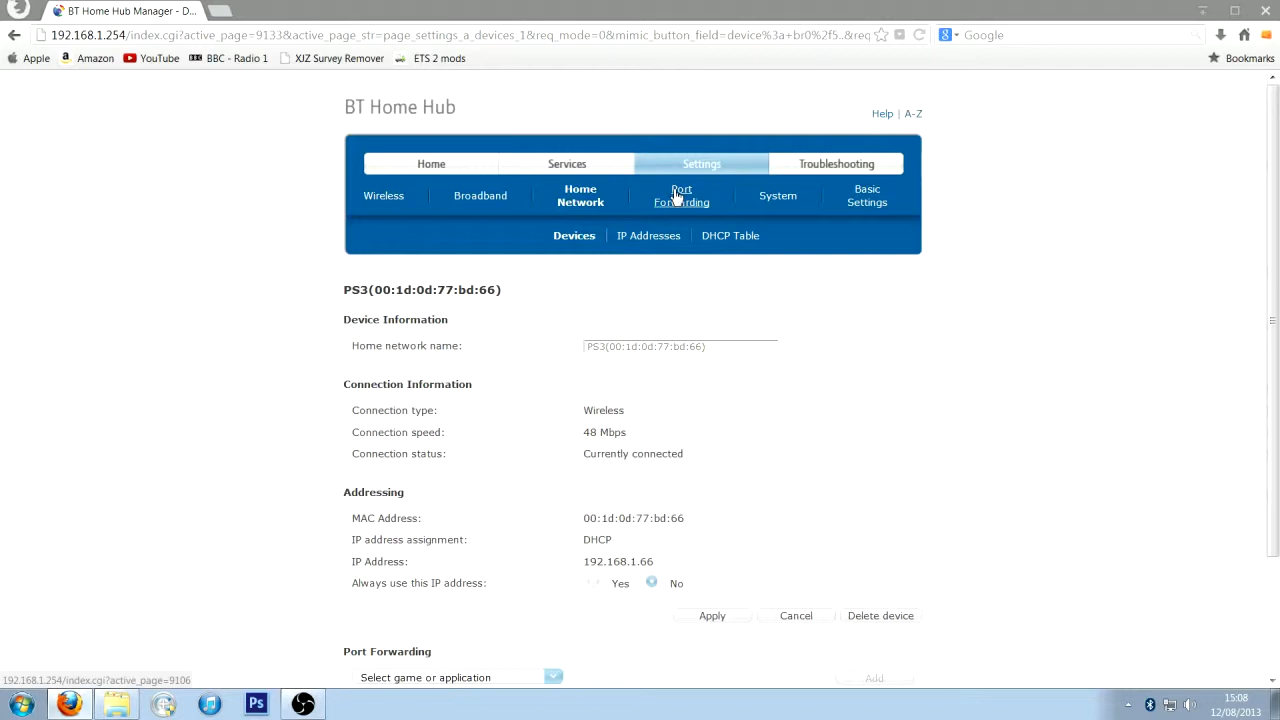 BT Home Hub Manager - D...
192.168.1.254/index.cgi?active_page=9133&active_page_str=page_settings_a_devices_1&req_mode=0&mimic_button_field=device%3a+br0%2f5..&req
Google
Apple Amazon YouTube BBC - Radio 1 XJZ Survey Remover ETS 2 mods Bookmarks
BT Home Hub
Help | A-Z
Home Services Settings Troubleshooting
Wireless Broadband Home Network Port Forwarding System Basic Settings
Devices IP Addresses DHCP Table
PS3(00:1d:0d:77:bd:66)
Device Information
Home network name: PS3(00:1d:0d:77:bd:66)
Connection Information
Connection type: Wireless
Connection speed: 48 Mbps
Connection status: Currently connected
Addressing
MAC Address: 00:1d:0d:77:bd:66
IP address assignment: DHCP
IP Address: 192.168.1.66
Always use this IP address: Yes No
Apply Cancel Delete device
Port Forwarding
Select game or application Add
192.168.1.254/index.cgi?active_page=9106
Ps
15:08
12/08/2013